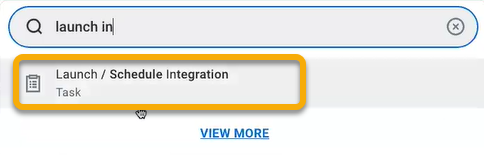 launch in
Launch / Schedule Integration
Task
VIEW MORE